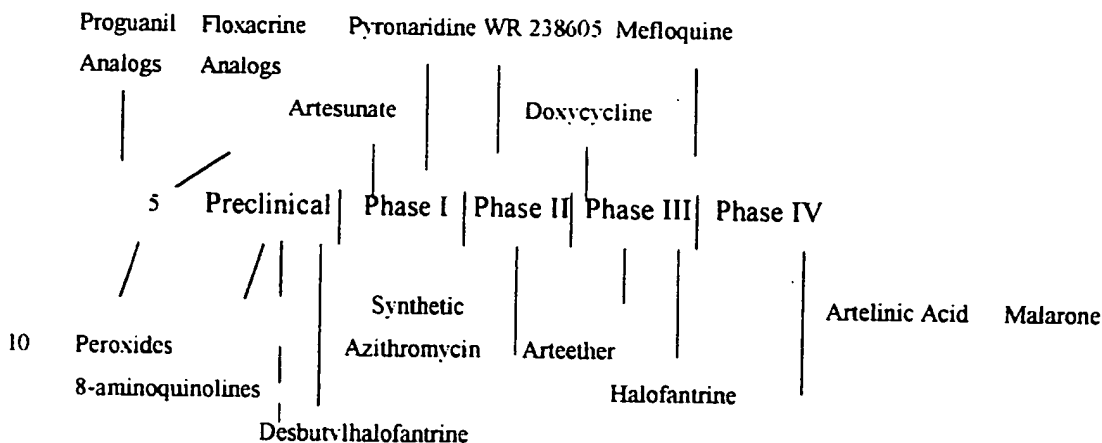 Proguanil Floxacrine Pyronaridine WR 238605 Mefloquine
Analogs Analogs
Artesunate Doxycycline
5 Preclinical Phase I Phase II Phase III Phase IV
Synthetic
Artelinic Acid Malarone
10 Peroxides Azithromycin Arteether
8-aminoquinolines Halofantrine
Desbutylhalofantrine